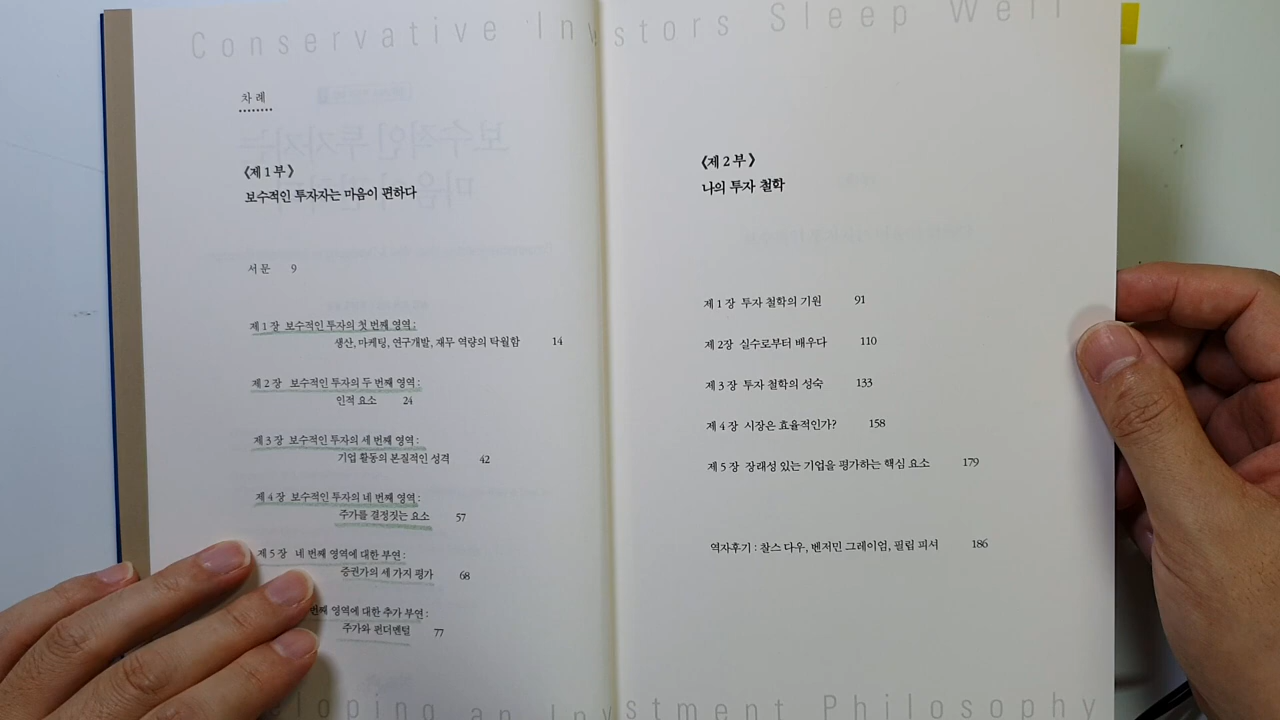 Conservative Investors Sleep Well
차례
《제1부》
보수적인 투자자는 마음이 편하다
서문 9
제1장 보수적인 투자의 첫 번째 영역:
생산, 마케팅, 연구개발, 재무 역량의 탁월함 14
제2장 보수적인 투자의 두 번째 영역:
인적 요소 24
제3장 보수적인 투자의 세 번째 영역:
기업 활동의 본질적인 성격 42
제4장 보수적인 투자의 네 번째 영역:
주가를 결정짓는 요소 57
제5장 네 번째 영역에 대한 부연:
증권가의 세 가지 평가 68
번째 영역에 대한 추가 부연:
주가와 펀더멘털 77
《제2부》
나의 투자 철학
제1장 투자 철학의 기원 91
제2장 실수로부터 배우다 110
제3장 투자 철학의 성숙 133
제4장 시장은 효율적인가? 158
제5장 장래성 있는 기업을 평가하는 핵심 요소 179
역자후기 : 찰스 다우, 벤저민 그레이엄, 필립 피셔 186
eloping an Investment Philosophy